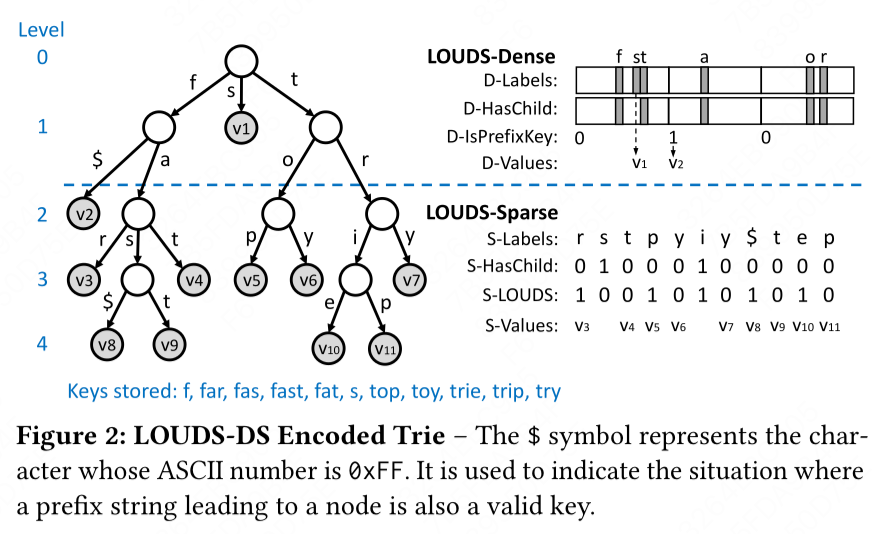 Level
0
1
2
3
4
f s t
$ a o r
r s t p y i y
$ t e p
v1
v2
v3 v4 v5 v6 v7
v8 v9 v10 v11
LOUDS-Dense f st a o r
D-Labels:
D-HasChild:
D-IsPrefixKey: 0 1 0
D-Values: v1 v2
LOUDS-Sparse
S-Labels: r s t p y i y $ t e p
S-HasChild: 0 1 0 0 0 1 0 0 0 0 0
S-LOUDS: 1 0 0 1 0 1 0 1 0 1 0
S-Values: v3 v4 v5 v6 v7 v8 v9 v10 v11
Keys stored: f, far, fas, fast, fat, s, top, toy, trie, trip, try
Figure 2: LOUDS-DS Encoded Trie – The $ symbol represents the char-
acter whose ASCII number is 0xFF. It is used to indicate the situation where
a prefix string leading to a node is also a valid key.